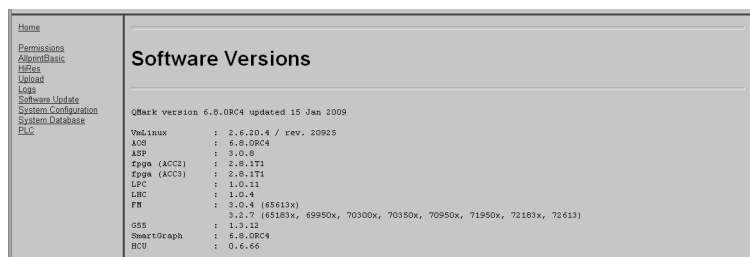 Home
Permissions
AllprintBasic
HiRes
Upload
Logs
Software Update
System Configuration
System Database
PLC
Software Versions
QMark version 6.8.0RC4 updated 15 Jan 2009
VmLinux : 2.6.20.4 / rev. 20925
AOS : 6.8.0RC4
ASP : 3.0.8
fpga (ACC2) : 2.8.1T1
fpga (ACC3) : 2.8.1T1
LPC : 1.0.11
LHC : 1.0.4
FM : 3.0.4 (65613x)
3.2.7 (65183x, 69950x, 70300x, 70350x, 70950x, 71950x, 72183x, 72613)
GSS : 1.3.12
SmartGraph : 6.8.0RC4
HCU : 0.6.66